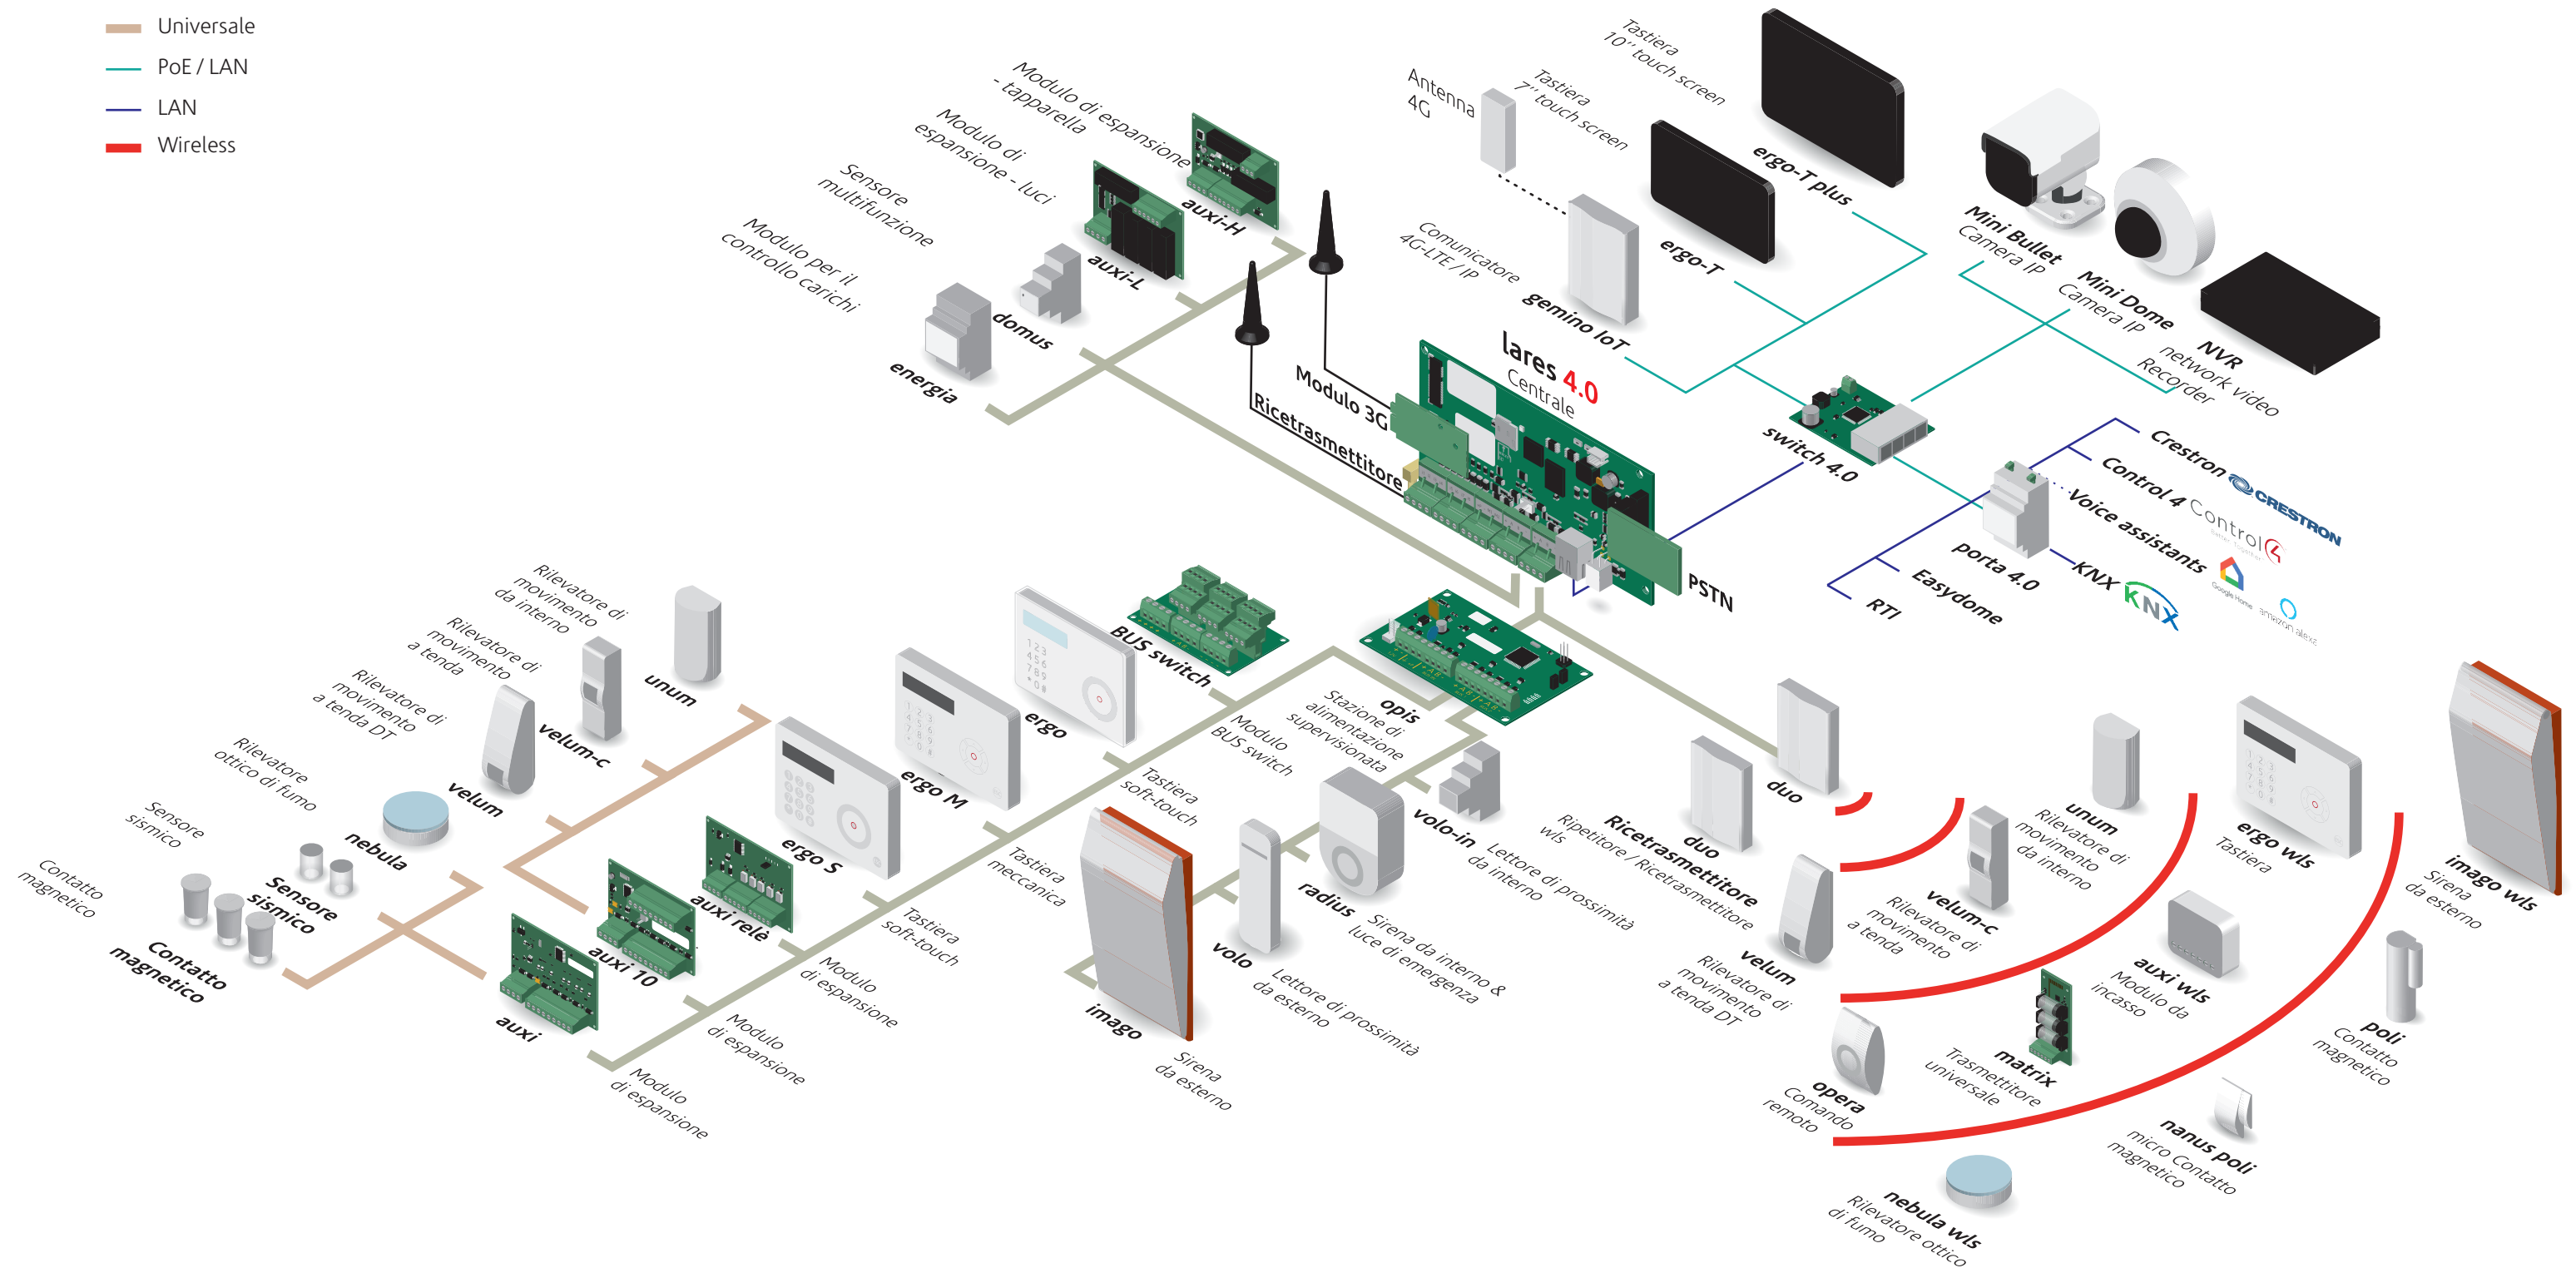 Universale
PoE / LAN
LAN
Wireless
Modulo di espansione
- tapparella
auxi-H
Modulo di
espansione - luci
auxi-L
Sensore
multifunzione
domus
Modulo per il
controllo carichi
energia
Antenna
4G
Tastiera
10'' touch screen
ergo-T plus
Tastiera
7'' touch screen
ergo-T
Comunicatore
4G-LTE / IP
gemino IoT
Mini Bullet
Camera IP
Mini Dome
Camera IP
NVR
network video
Recorder
lares 4.0
Centrale
Modulo 3G
Ricetrasmettitore
PSTN
switch 4.0
Crestron
CRESTRON
Control 4
Control4
Voice assistants
Google Home
amazon alexa
porta 4.0
KNX
KNX
Easydome
RTI
Rilevatore di
movimento
da interno
unum
Rilevatore di
movimento
a tenda
velum-c
Rilevatore di
movimento
a tenda DT
velum
Rilevatore
ottico di fumo
nebula
Sensore
sismico
Sensore
sismico
Contatto
magnetico
Contatto
magnetico
BUS switch
Modulo
BUS switch
ergo
Tastiera
soft-touch
ergo M
Tastiera
meccanica
ergo S
Tastiera
soft-touch
auxi relè
Modulo
di espansione
auxi 10
Modulo
di espansione
auxi
Modulo
di espansione
opis
Stazione di
alimentazione
supervisionata
volo-in
Lettore di prossimità
da interno
radius
Sirena da interno &
luce di emergenza
volo
Lettore di prossimità
da esterno
imago
Sirena
da esterno
duo
duo
Ricetrasmettitore
Ripetitore / Ricetrasmettitore
wls
velum
Rilevatore di
movimento
a tenda DT
velum-c
Rilevatore di
movimento
a tenda
unum
Rilevatore di
movimento
da interno
ergo wls
Tastiera
imago wls
Sirena
da esterno
auxi wls
Modulo da
incasso
matrix
Trasmettitore
universale
opera
Comando
remoto
poli
Contatto
magnetico
nanus poli
micro Contatto
magnetico
nebula wls
Rilevatore ottico
di fumo